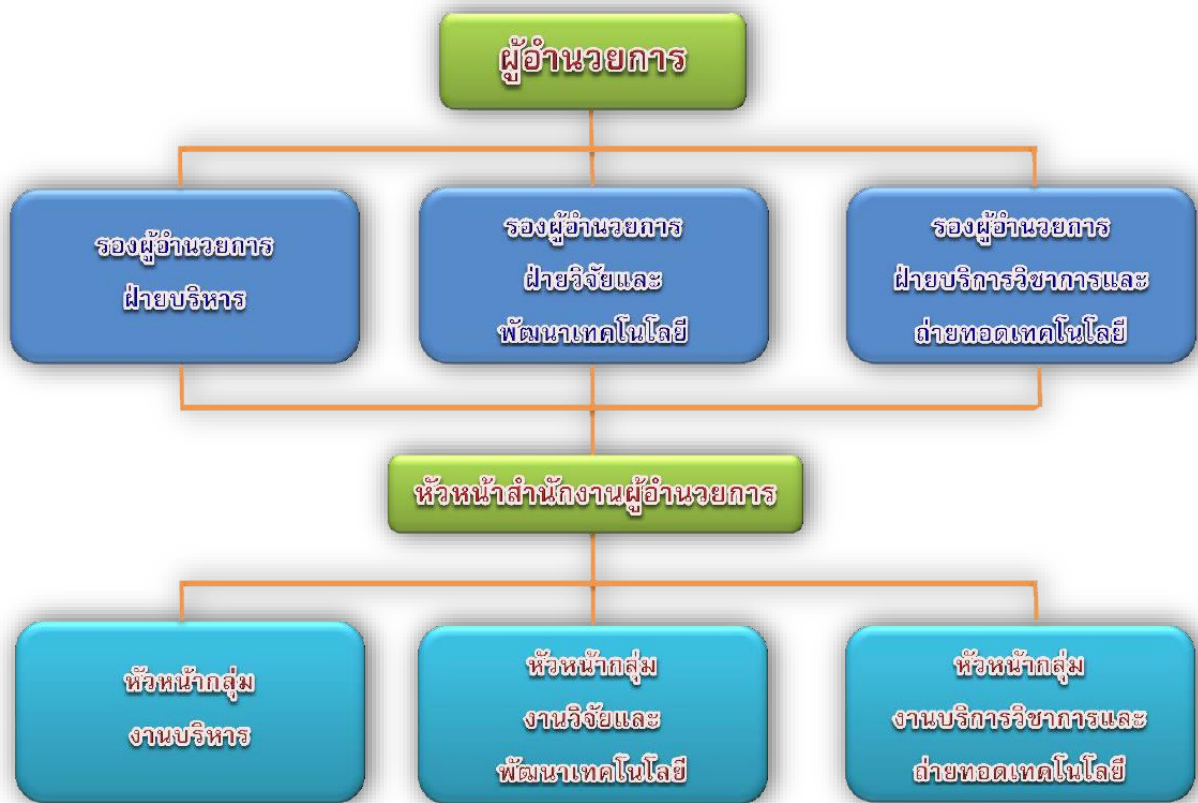 ผู้อำนวยการ
รองผู้อำนวยการ
ฝ่ายบริหาร
รองผู้อำนวยการ
ฝ่ายวิจัยและ
พัฒนาเทคโนโลยี
รองผู้อำนวยการ
ฝ่ายบริการวิชาการและ
ถ่ายทอดเทคโนโลยี
หัวหน้าสำนักงานผู้อำนวยการ
หัวหน้ากลุ่ม
งานบริหาร
หัวหน้ากลุ่ม
งานวิจัยและ
พัฒนาเทคโนโลยี
หัวหน้ากลุ่ม
งานบริการวิชาการและ
ถ่ายทอดเทคโนโลยี